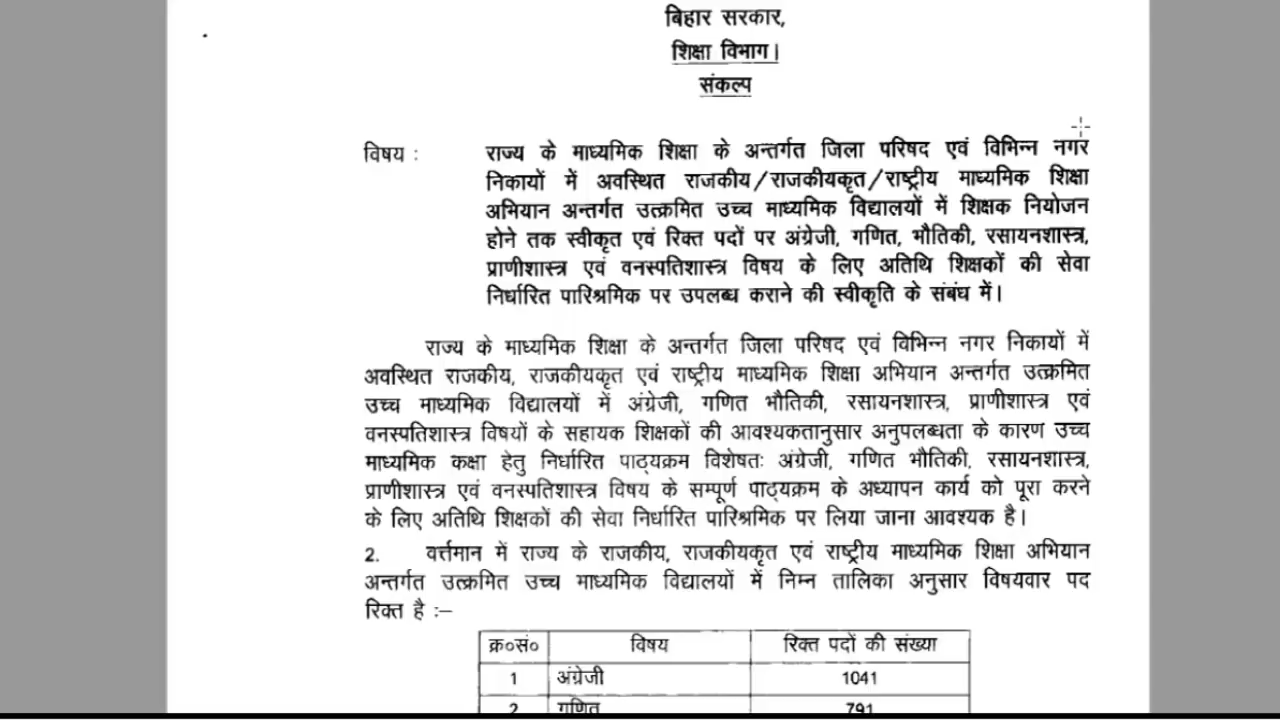 बिहार सरकार,
शिक्षा विभाग।
संकल्प
विषय :
राज्य के माध्यमिक शिक्षा के अन्तर्गत जिला परिषद एवं विभिन्न नगर
निकायों में अवस्थित राजकीय/राजकीयकृत/राष्ट्रीय माध्यमिक शिक्षा
अभियान अन्तर्गत उत्क्रमित उच्च माध्यमिक विद्यालयों में शिक्षक नियोजन
होने तक स्वीकृत एवं रिक्त पदों पर अंग्रेजी, गणित, भौतिकी, रसायनशास्त्र,
प्राणीशास्त्र एवं वनस्पतिशास्त्र विषय के लिए अतिथि शिक्षकों की सेवा
निर्धारित पारिश्रमिक पर उपलब्ध कराने की स्वीकृति के संबंध में।
राज्य के माध्यमिक शिक्षा के अन्तर्गत जिला परिषद एवं विभिन्न नगर निकायों में
अवस्थित राजकीय, राजकीयकृत एवं राष्ट्रीय माध्यमिक शिक्षा अभियान अन्तर्गत उत्क्रमित
उच्च माध्यमिक विद्यालयों में अंग्रेजी, गणित भौतिकी, रसायनशास्त्र, प्राणीशास्त्र एवं
वनस्पतिशास्त्र विषयों के सहायक शिक्षकों की आवश्यकतानुसार अनुपलब्धता के कारण उच्च
माध्यमिक कक्षा हेतु निर्धारित पाठ्यक्रम विशेषतः अंग्रेजी, गणित भौतिकी, रसायनशास्त्र,
प्राणीशास्त्र एवं वनस्पतिशास्त्र विषय के सम्पूर्ण पाठ्यक्रम के अध्यापन कार्य को पूरा करने
के लिए अतिथि शिक्षकों की सेवा निर्धारित पारिश्रमिक पर लिया जाना आवश्यक है।
2. वर्त्तमान में राज्य के राजकीय, राजकीयकृत एवं राष्ट्रीय माध्यमिक शिक्षा अभियान
अन्तर्गत उत्क्रमित उच्च माध्यमिक विद्यालयों में निम्न तालिका अनुसार विषयवार पद
रिक्त है :–
क्र०सं० विषय रिक्त पदों की संख्या
1 अंग्रेजी 1041
2 गणित 791